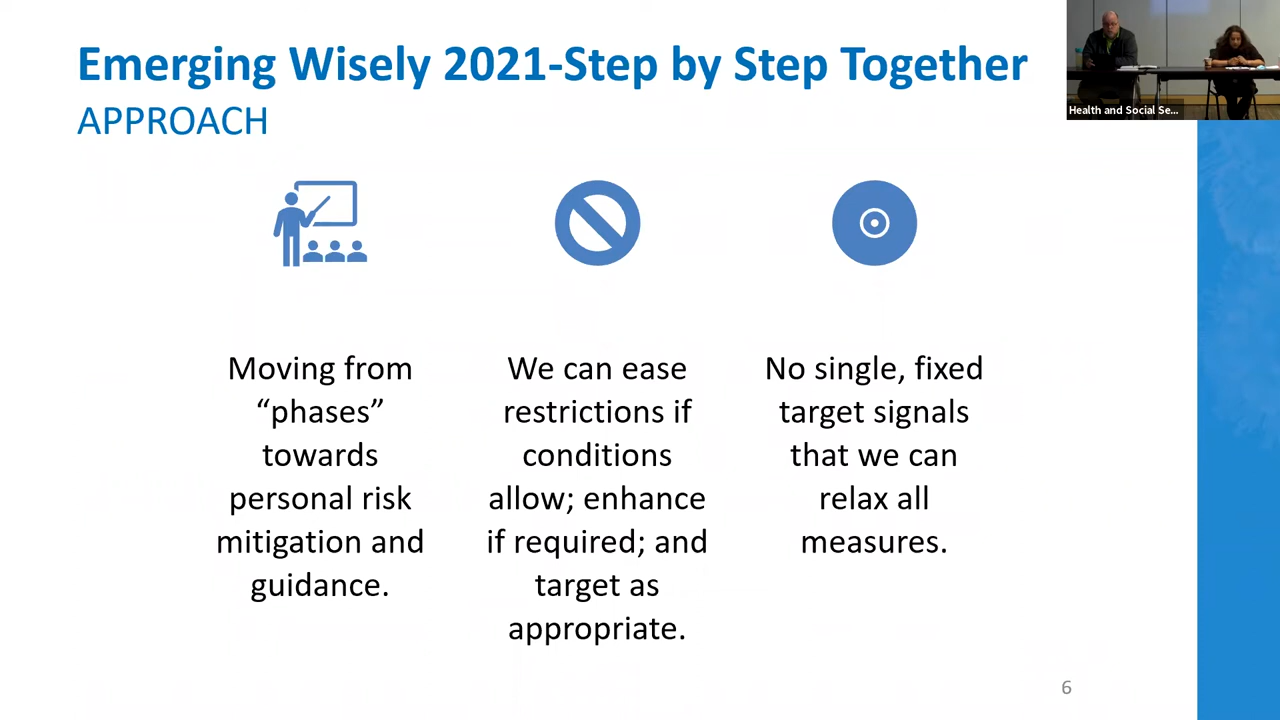 Emerging Wisely 2021-Step by Step Together
APPROACH
Health and Social Se...
Moving from
“phases”
towards
personal risk
mitigation and
guidance.
We can ease
restrictions if
conditions
allow; enhance
if required; and
target as
appropriate.
No single, fixed
target signals
that we can
relax all
measures.
6